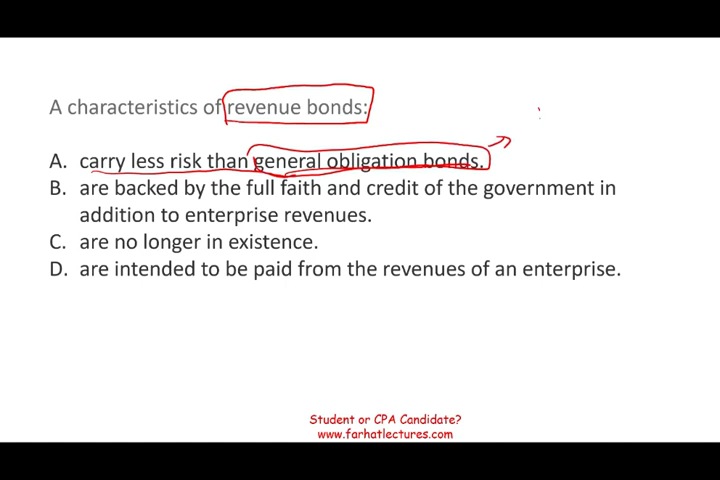 A characteristics of revenue bonds:
A. carry less risk than general obligation bonds.
B. are backed by the full faith and credit of the government in
addition to enterprise revenues.
C. are no longer in existence.
D. are intended to be paid from the revenues of an enterprise.
Student or CPA Candidate?
www.farhatlectures.com